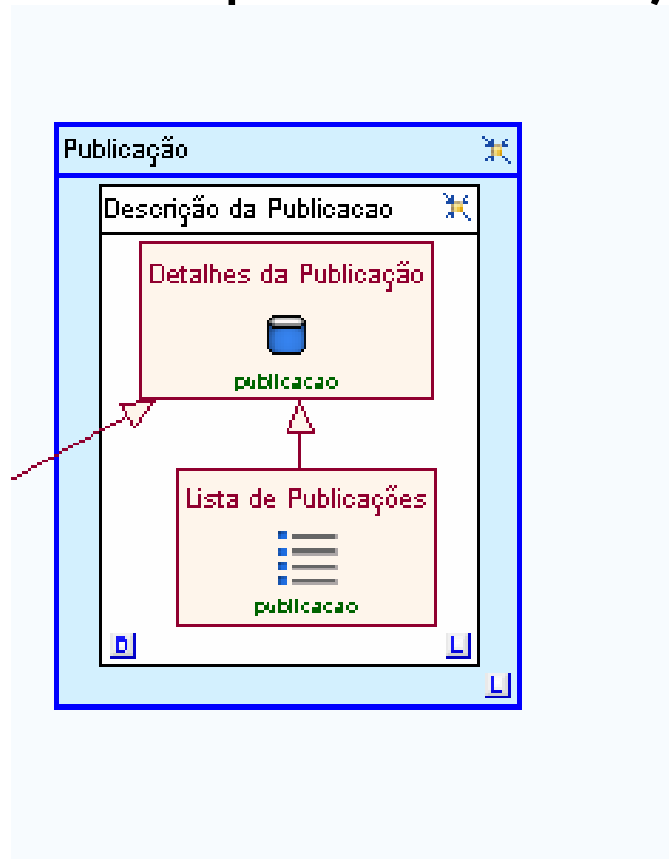 Publicação
Descrição da Publicacao
Detalhes da Publicação
publicacao
Lista de Publicações
publicacao
D
L
L